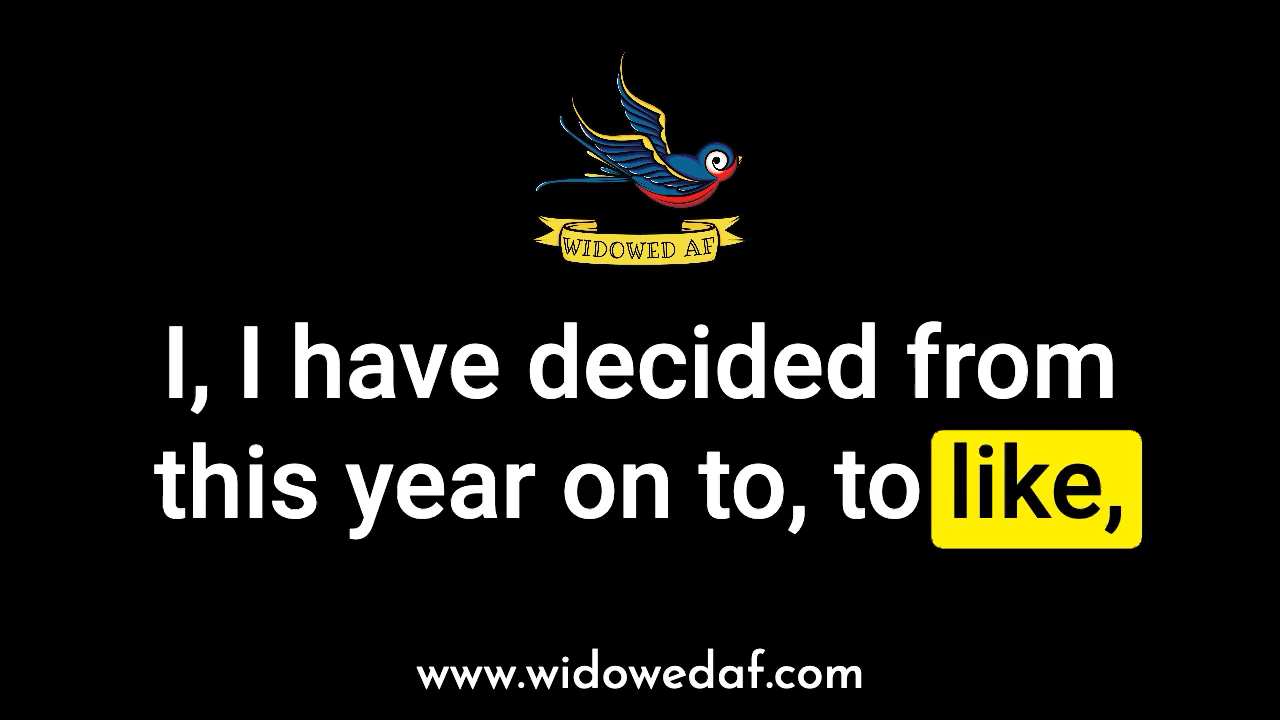 WIDOWED AF
I, I have decided from
this year on to, to like,
www.widowedaf.com